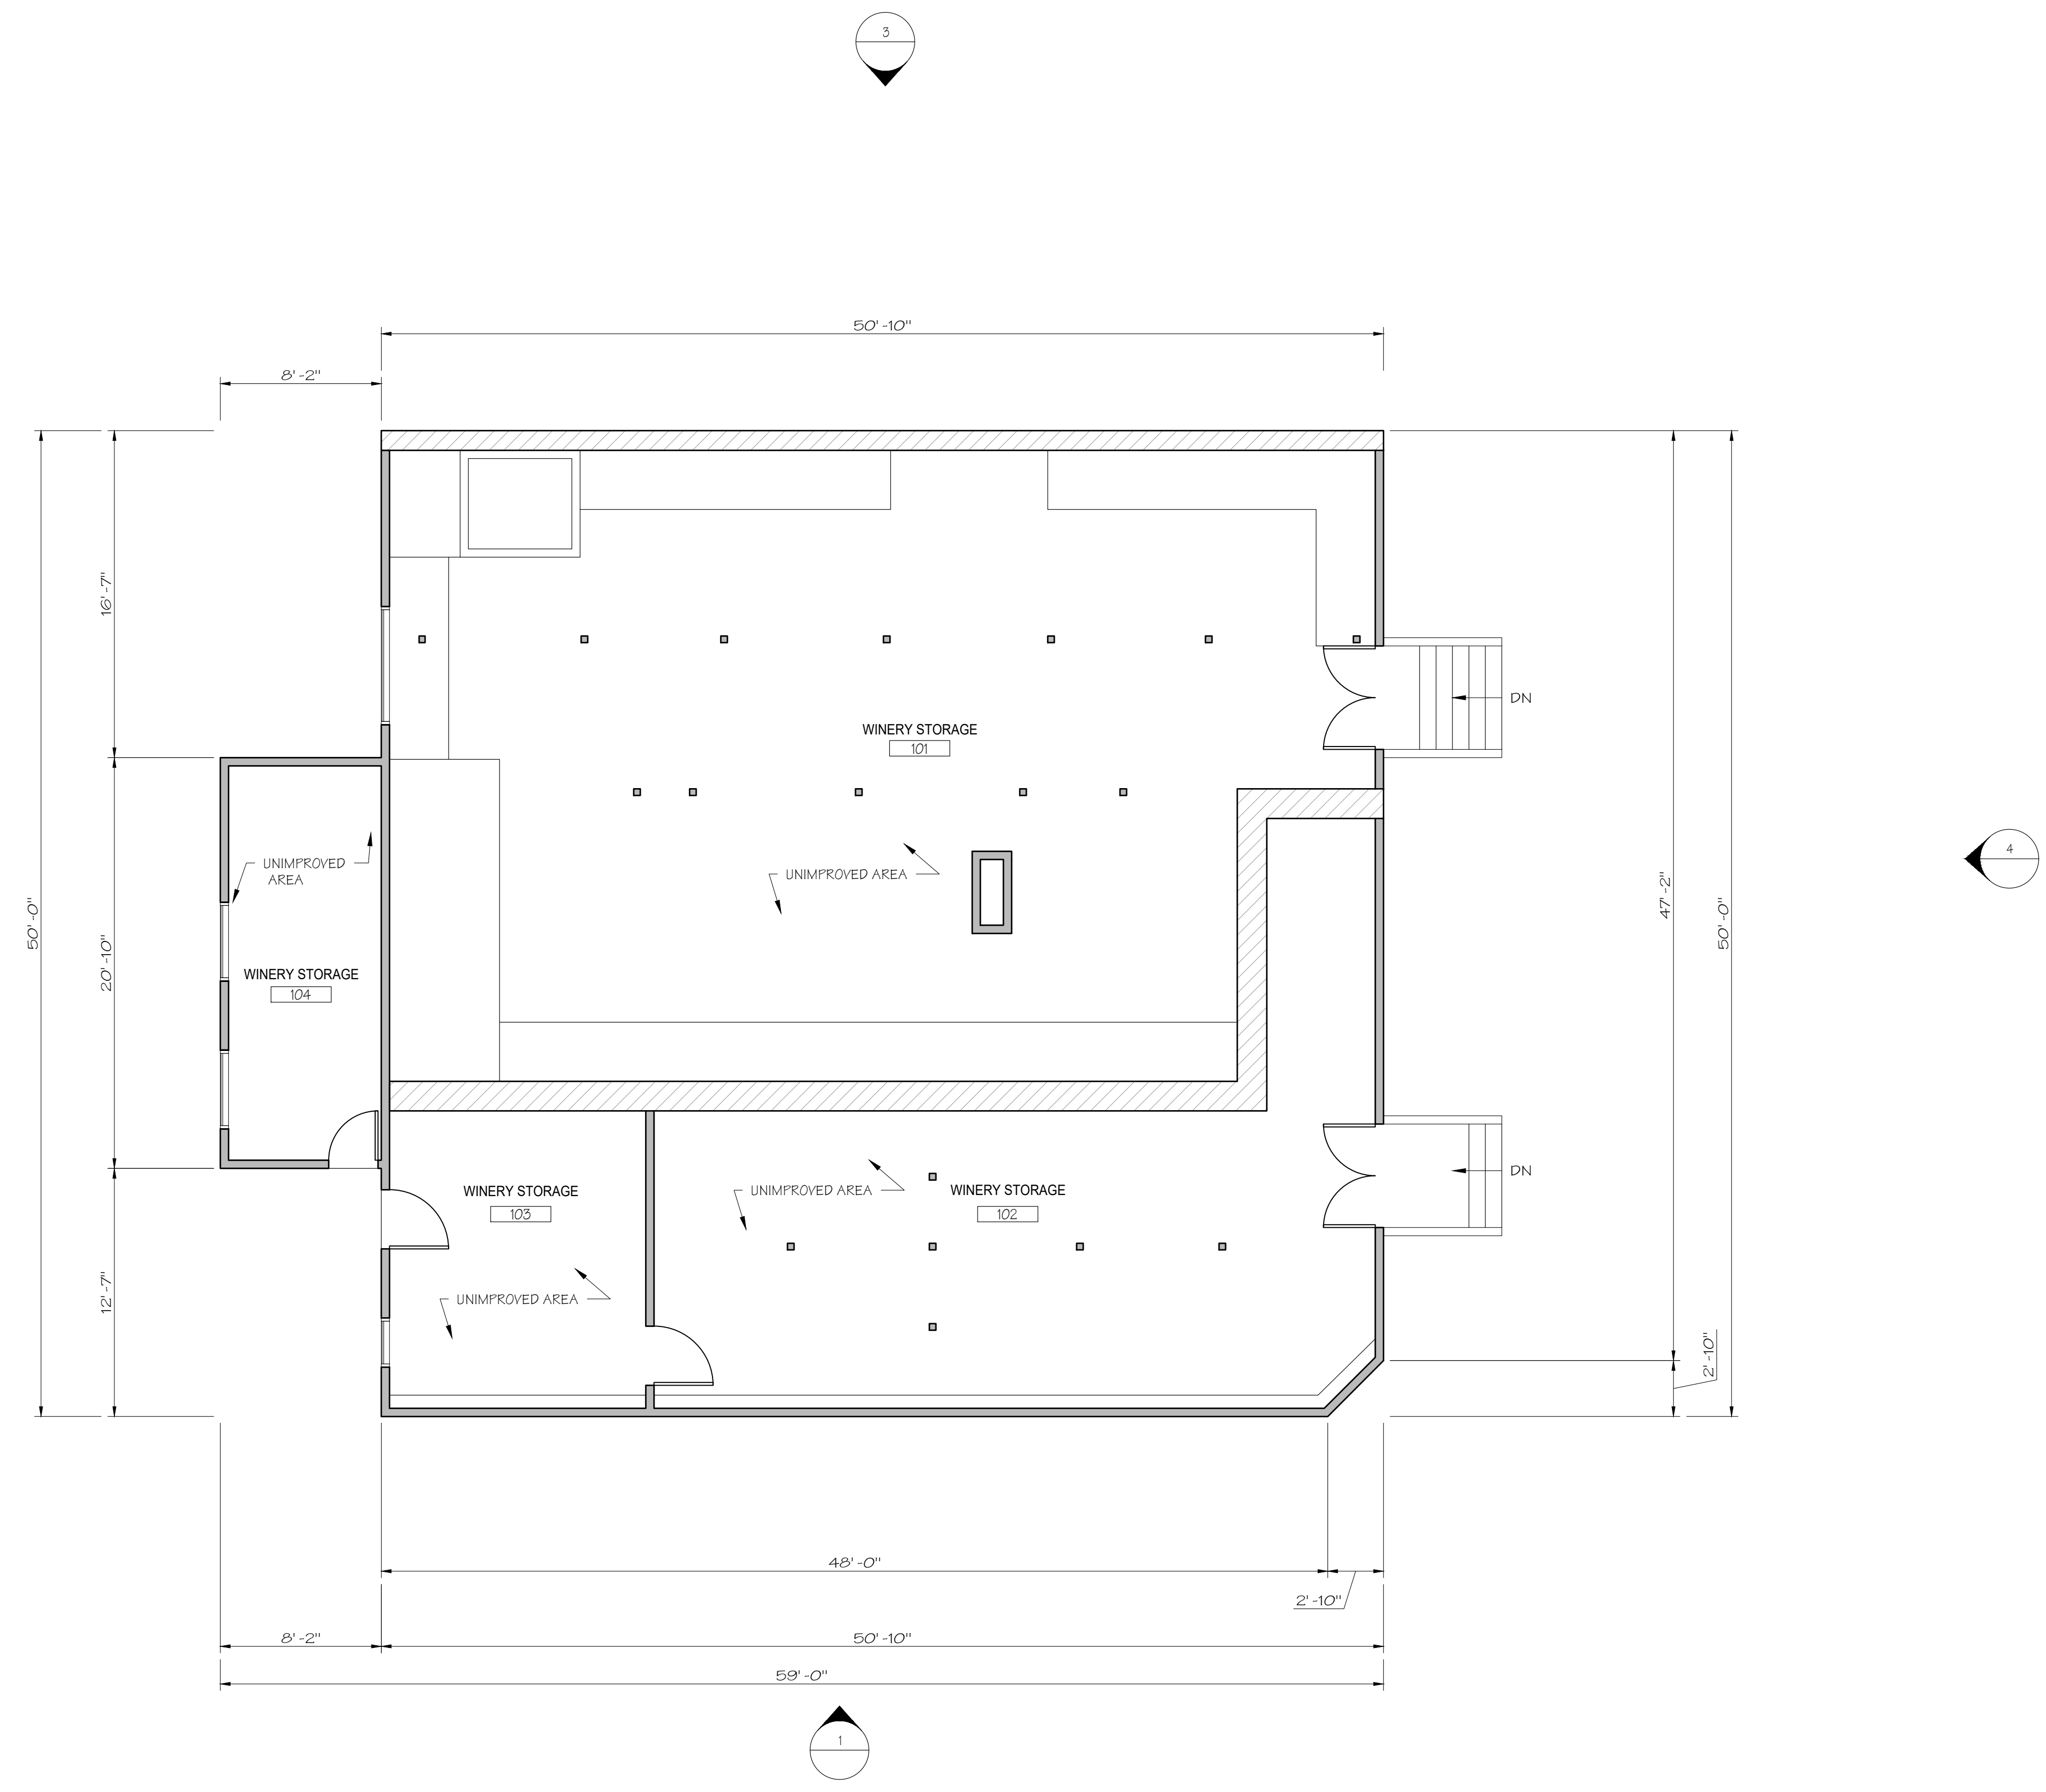 3
50'-10"
8'-2"
16'-7"
WINERY STORAGE
101
DN
UNIMPROVED
AREA
UNIMPROVED AREA
4
50'-0"
20'-10"
47'-2"
50'-0"
WINERY STORAGE
104
DN
WINERY STORAGE
103
UNIMPROVED AREA
WINERY STORAGE
102
12'-7"
UNIMPROVED AREA
2'-10"
48'-0"
2'-10"
8'-2"
50'-10"
59'-0"
1